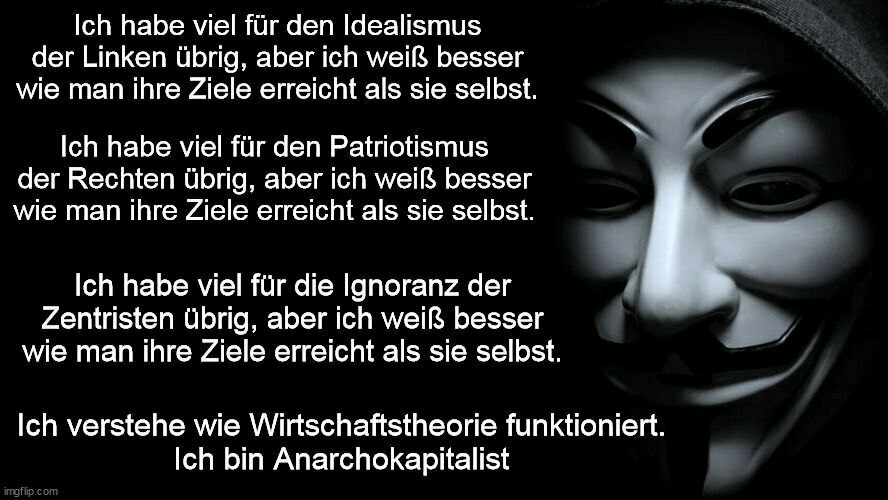 Ich habe viel für den Idealismus
der Linken übrig, aber ich weiß besser
wie man ihre Ziele erreicht als sie selbst.
Ich habe viel für den Patriotismus
der Rechten übrig, aber ich weiß besser
wie man ihre Ziele erreicht als sie selbst.
Ich habe viel für die Ignoranz der
Zentristen übrig, aber ich weiß besser
wie man ihre Ziele erreicht als sie selbst.
Ich verstehe wie Wirtschaftstheorie funktioniert.
Ich bin Anarchokapitalist
imgflip.com